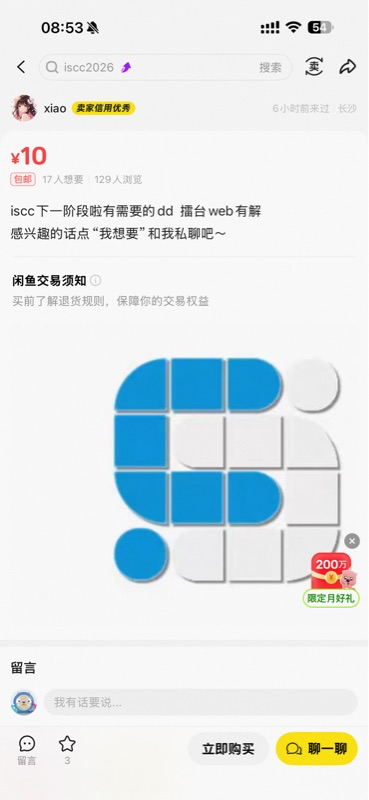 08:53
54
iscc2026
搜索
卖
xiao 卖家信用优秀
6小时前来过 | 长沙
¥10
包邮 17人想要 | 129人浏览
iscc下一阶段啦有需要的dd 擂台web有解
感兴趣的话点“我想要”和我私聊吧～
闲鱼交易须知
买前了解退货规则，保障你的交易权益
200万
限定月好礼
留言
我有话要说...
留言
3
立即购买
聊一聊